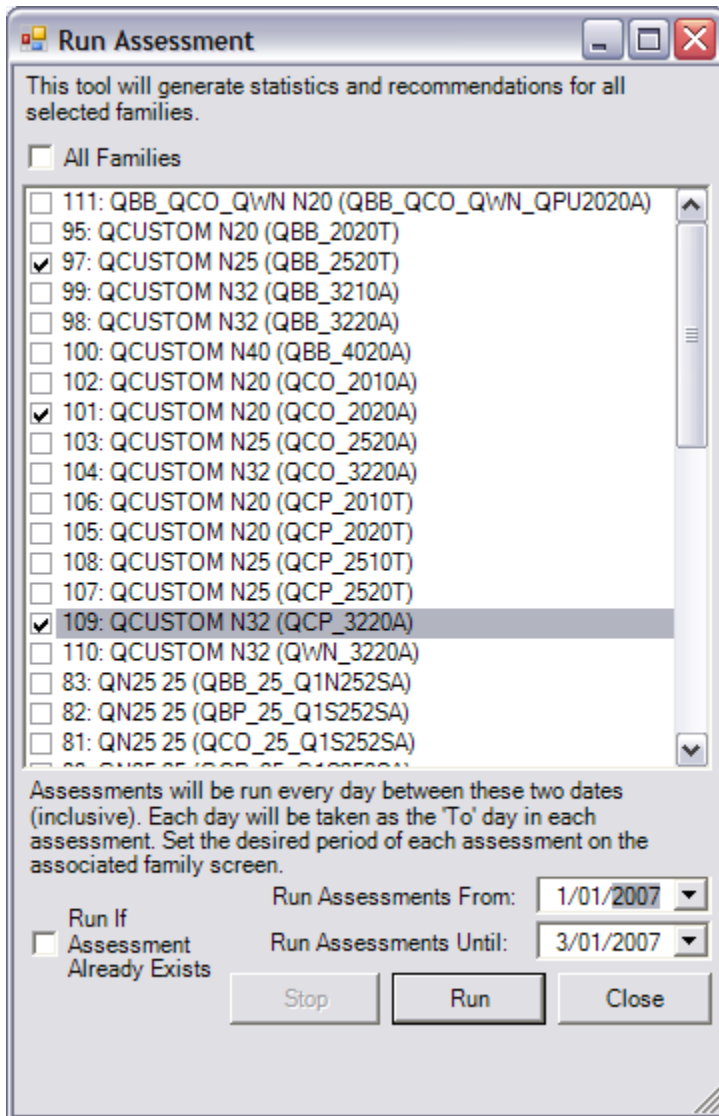 Run Assessment
This tool will generate statistics and recommendations for all
selected families.
All Families
111: QBB_QCO_QWN N20 (QBB_QCO_QWN_QPU2020A)
95: QCUSTOM N20 (QBB_2020T)
97: QCUSTOM N25 (QBB_2520T)
99: QCUSTOM N32 (QBB_3210A)
98: QCUSTOM N32 (QBB_3220A)
100: QCUSTOM N40 (QBB_4020A)
102: QCUSTOM N20 (QCO_2010A)
101: QCUSTOM N20 (QCO_2020A)
103: QCUSTOM N25 (QCO_2520A)
104: QCUSTOM N32 (QCO_3220A)
106: QCUSTOM N20 (QCP_2010T)
105: QCUSTOM N20 (QCP_2020T)
108: QCUSTOM N25 (QCP_2510T)
107: QCUSTOM N25 (QCP_2520T)
109: QCUSTOM N32 (QCP_3220A)
110: QCUSTOM N32 (QWN_3220A)
83: QN25 25 (QBB_25_Q1N252SA)
82: QN25 25 (QBP_25_Q1S252SA)
81: QN25 25 (QCO_25_Q1S252SA)
Assessments will be run every day between these two dates
(inclusive). Each day will be taken as the 'To' day in each
assessment. Set the desired period of each assessment on the
associated family screen.
Run Assessments From: 1/01/2007
Run If
Assessment
Already Exists
Run Assessments Until: 3/01/2007
Stop Run Close